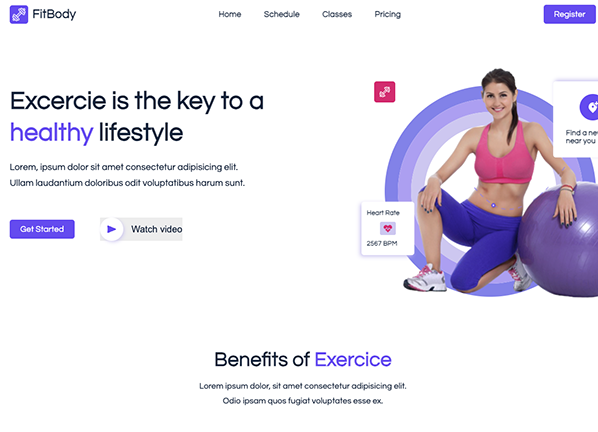 FitBody
Home Schedule Classes Pricing
Register
Excercie is the key to a
healthy lifestyle
Lorem, ipsum dolor sit amet consectetur adipisicing elit.
Ullam laudantium doloribus odit voluptatibus harum sunt.
Get Started
Watch video
Find a new
near you
Heart Rate
2567 BPM
Benefits of Exercice
Lorem ipsum dolor, sit amet consectetur adipisicing elit.
Odio ipsam quos fugiat voluptates esse ex.